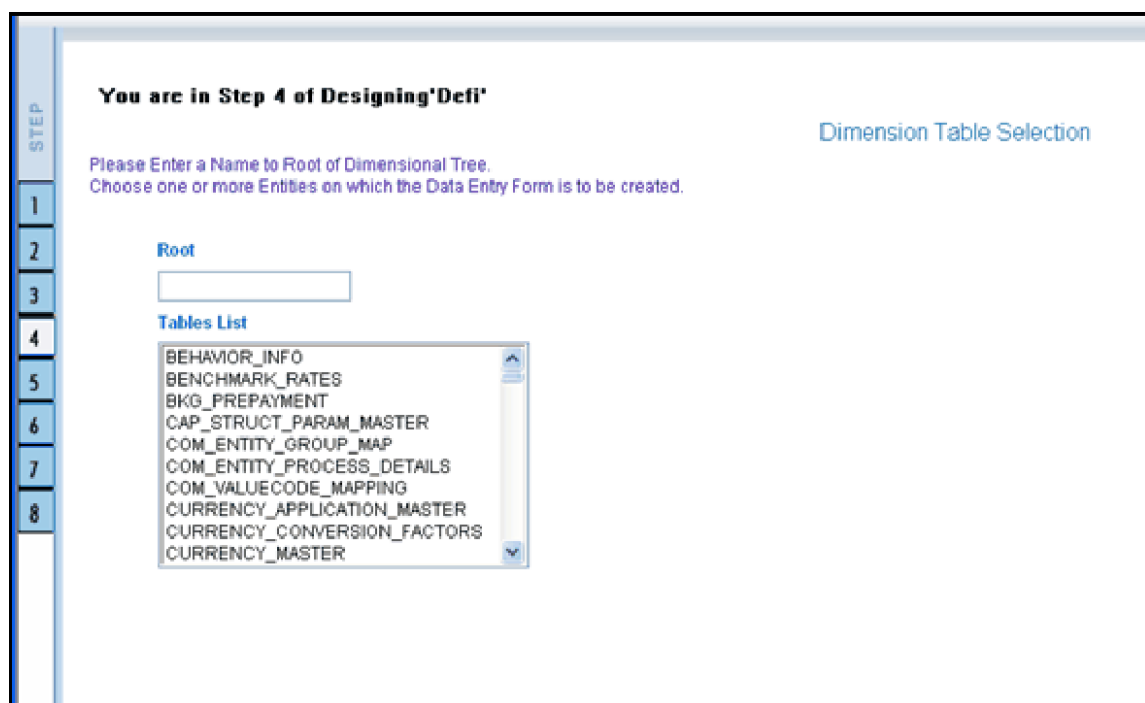 STEP
1
2
3
4
5
6
7
8
You are in Step 4 of Designing'Defi'
Dimension Table Selection
Please Enter a Name to Root of Dimensional Tree.
Choose one or more Entities on which the Data Entry Form is to be created.
Root
Tables List
BEHAVIOR_INFO
BENCHMARK_RATES
BKG_PREPAYMENT
CAP_STRUCT_PARAM_MASTER
COM_ENTITY_GROUP_MAP
COM_ENTITY_PROCESS_DETAILS
COM_VALUECODE_MAPPING
CURRENCY_APPLICATION_MASTER
CURRENCY_CONVERSION_FACTORS
CURRENCY_MASTER